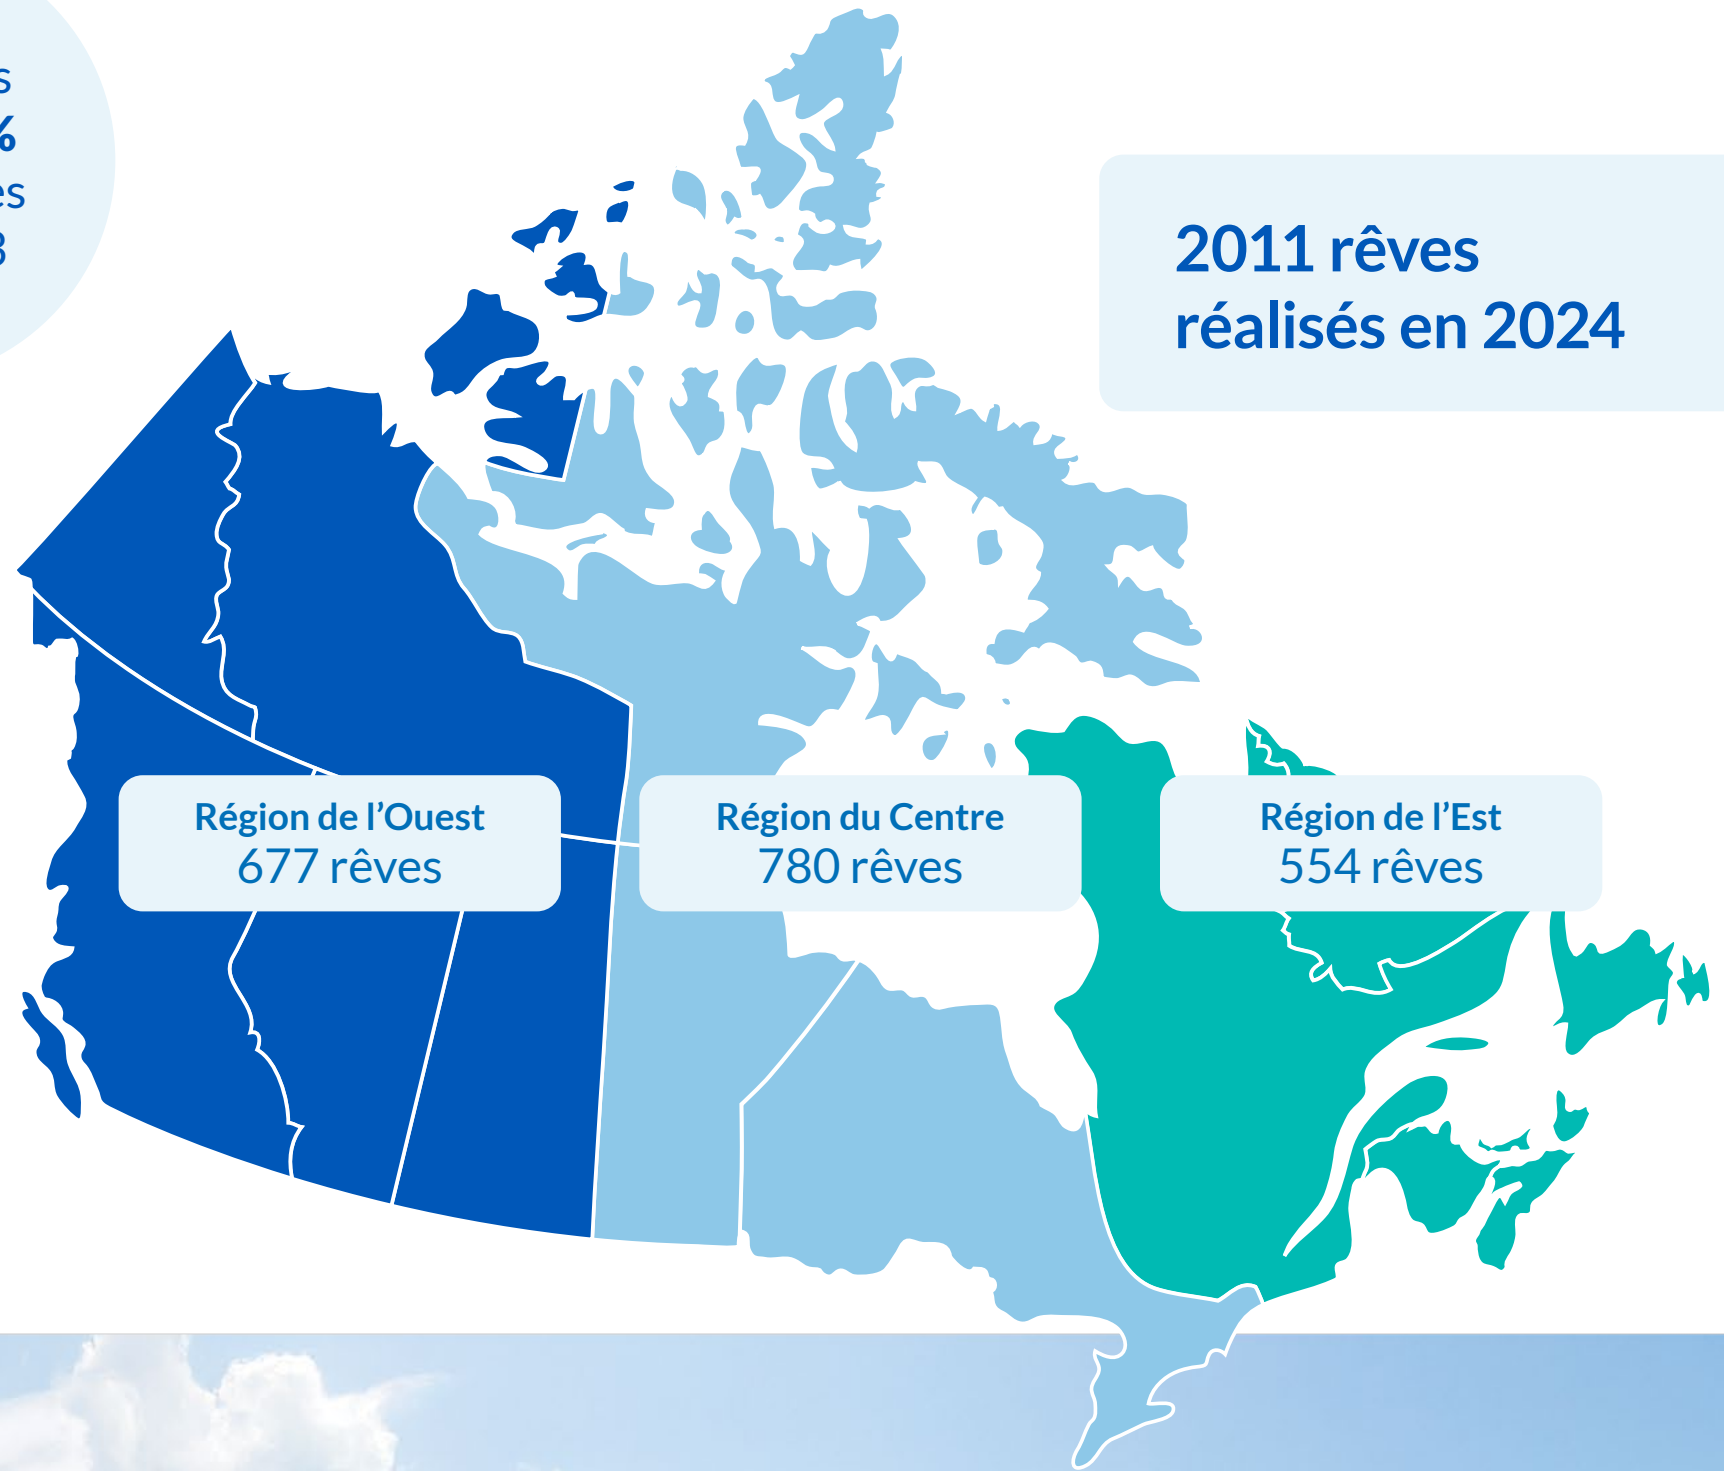 %
2011 rêves
réalisés en 2024
Région de l’Ouest
677 rêves
Région du Centre
780 rêves
Région de l’Est
554 rêves